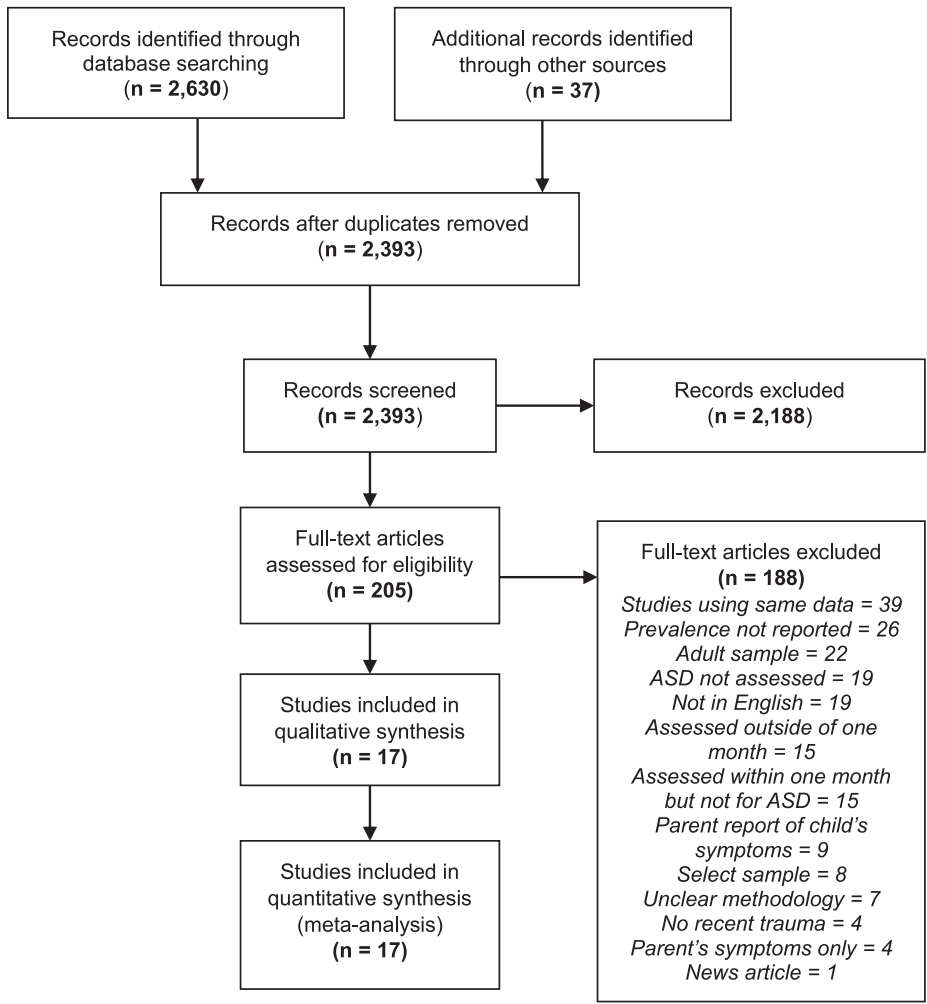 Records identified through
database searching
(n = 2,630)
Additional records identified
through other sources
(n = 37)
Records after duplicates removed
(n = 2,393)
Records screened
(n = 2,393)
Records excluded
(n = 2,188)
Full-text articles
assessed for eligibility
(n = 205)
Full-text articles excluded
(n = 188)
Studies using same data = 39
Prevalence not reported = 26
Adult sample = 22
ASD not assessed = 19
Not in English = 19
Assessed outside of one
month = 15
Assessed within one month
but not for ASD = 15
Parent report of child's
symptoms = 9
Select sample = 8
Unclear methodology = 7
No recent trauma = 4
Parent's symptoms only = 4
News article = 1
Studies included in
qualitative synthesis
(n = 17)
Studies included in
quantitative synthesis
(meta-analysis)
(n = 17)